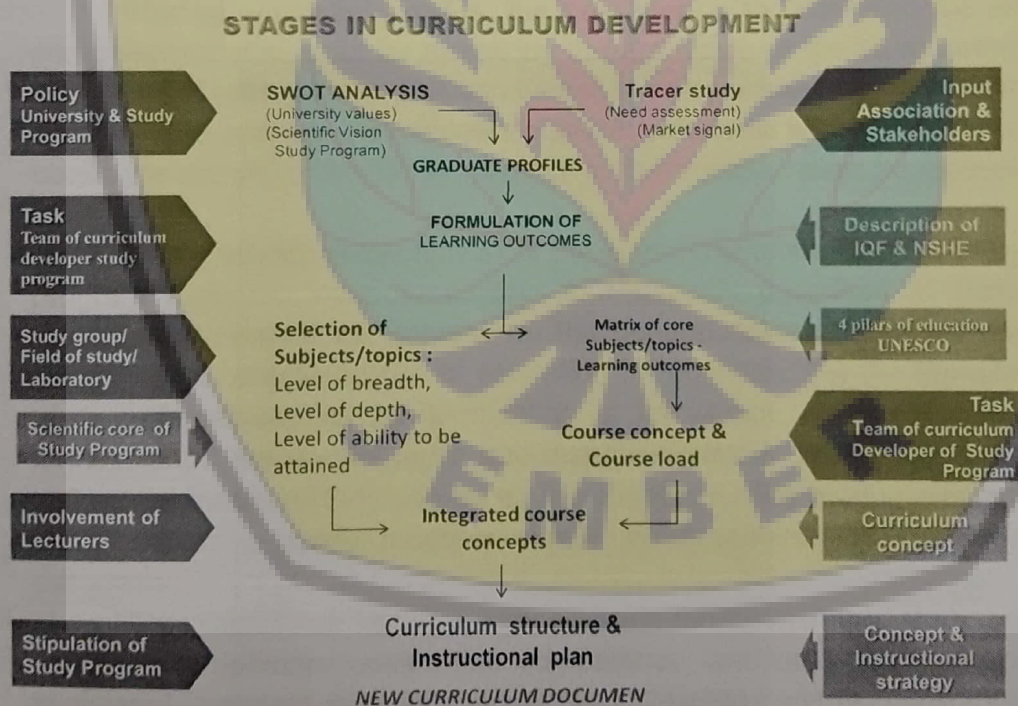 STAGES IN CURRICULUM DEVELOPMENT
Policy
University & Study
Program
SWOT ANALYSIS
(University values)
(Scientific Vision
Study Program)
Tracer study
(Need assessment)
(Market signal)
Input
Association &
Stakeholders
GRADUATE PROFILES
Task
Team of curriculum
developer study
program
FORMULATION OF
LEARNING OUTCOMES
Description of
IQF & NSHE
Study group/
Field of study/
Laboratory
Selection of
Subjects/topics :
Level of breadth,
Level of depth,
Level of ability to be
attained
Matrix of core
Subjects/topics -
Learning outcomes
4 pilars of education
UNESCO
Scientific core of
Study Program
Course concept &
Course load
Task
Team of curriculum
Developer of Study
Program
JEMBER
Involvement of
Lecturers
Integrated course
concepts
Curriculum
concept
Stipulation of
Study Program
Curriculum structure &
Instructional plan
NEW CURRICULUM DOCUMEN
Concept &
Instructional
strategy